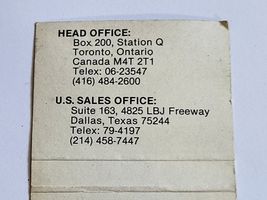 HEAD OFFICE:
Box 200, Station Q
Toronto, Ontario
Canada M4T 2T1
Telex: 06-23547
(416) 484-2600
U.S. SALES OFFICE:
Suite 163, 4825 LBJ Freeway
Dallas, Texas 75244
Telex: 79-4197
(214) 458-7447